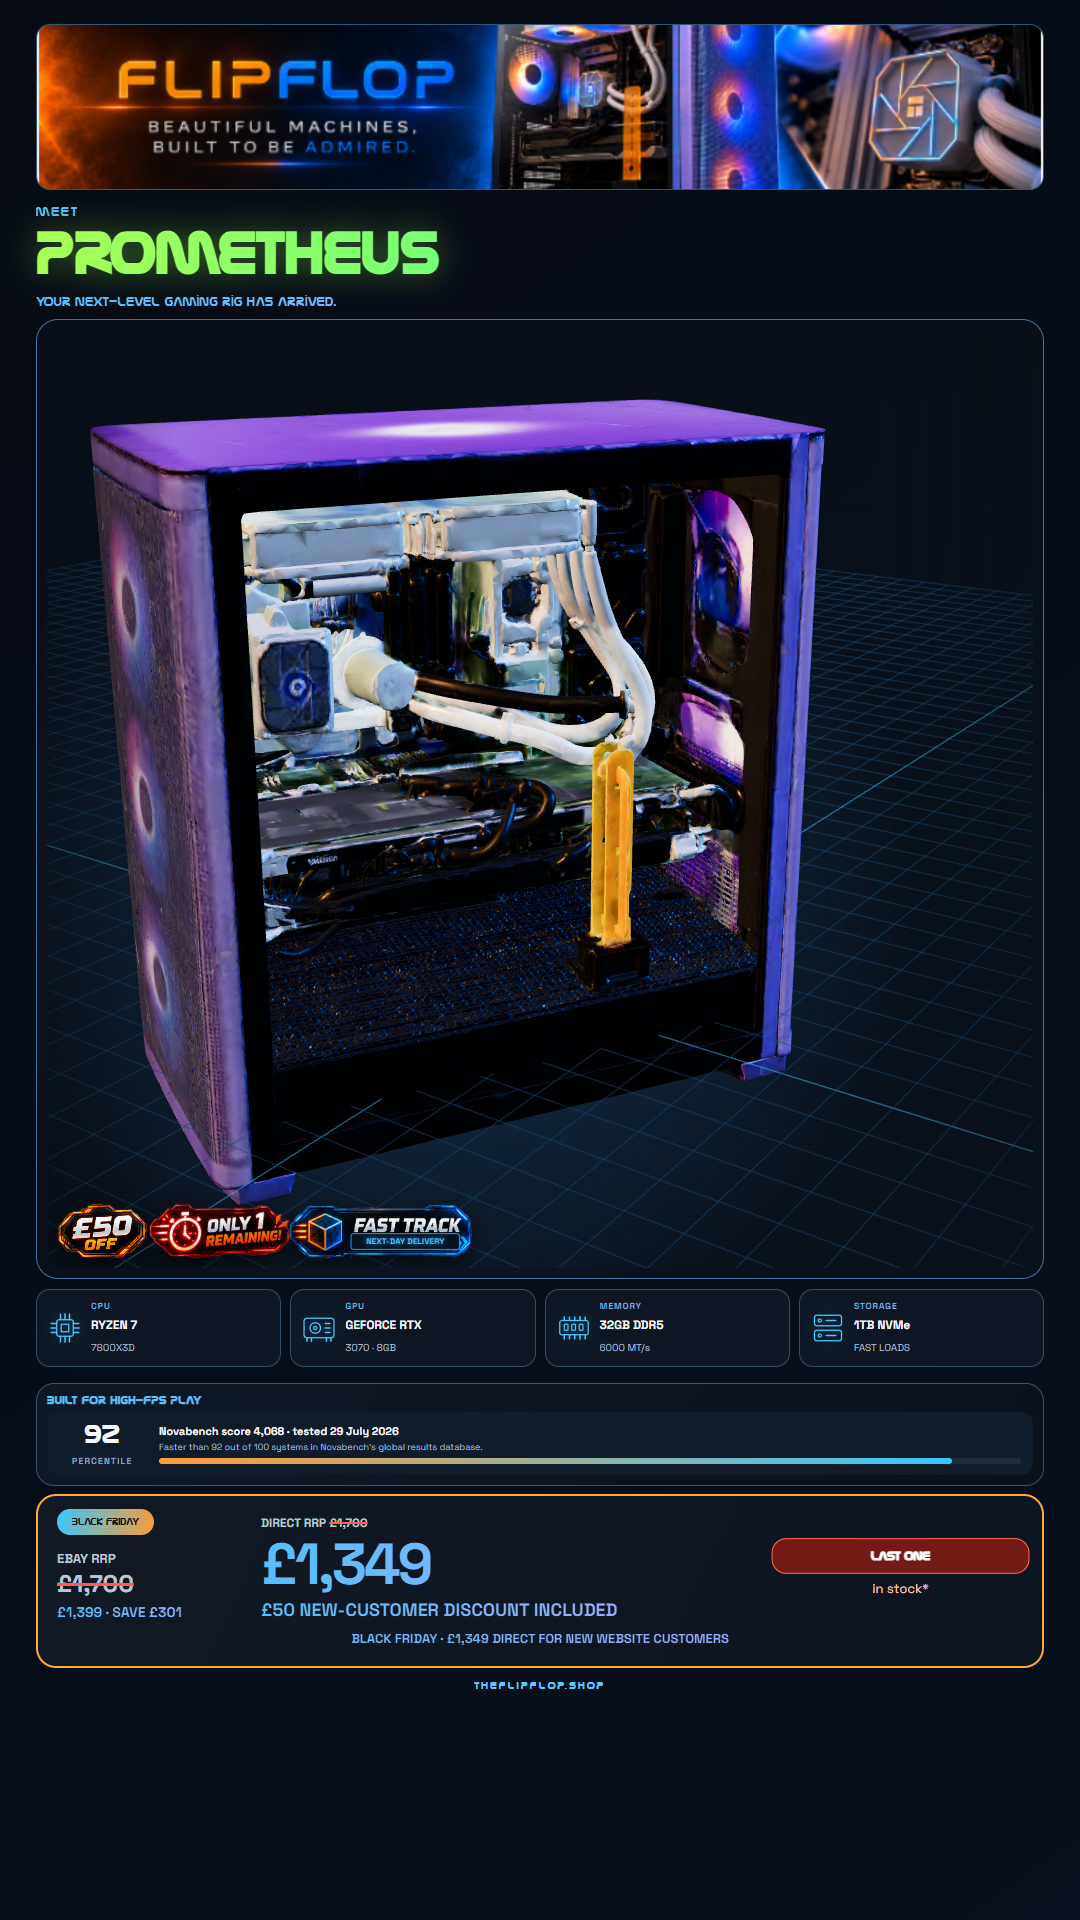 FLIPFLOP
BEAUTIFUL MACHINES,
BUILT TO BE ADMIRED.
MEET
PROMETHEUS
YOUR NEXT-LEVEL GAMING RIG HAS ARRIVED.
£50
OFF
ONLY 1
REMAINING!
FAST TRACK
NEXT-DAY DELIVERY
CPU
RYZEN 7
7800X3D
GPU
GEFORCE RTX
3070 · 8GB
MEMORY
32GB DDR5
6000 MT/s
STORAGE
1TB NVMe
FAST LOADS
BUILT FOR HIGH-FPS PLAY
92
PERCENTILE
Novabench score 4,068 · tested 29 July 2026
Faster than 92 out of 100 systems in Novabench's global results database.
BLACK FRIDAY
EBAY RRP
£1,700
£1,399 · SAVE £301
DIRECT RRP £1,700
£1,349
£50 NEW-CUSTOMER DISCOUNT INCLUDED
BLACK FRIDAY · £1,349 DIRECT FOR NEW WEBSITE CUSTOMERS
LAST ONE
in stock*
THEFLIPFLOP.SHOP